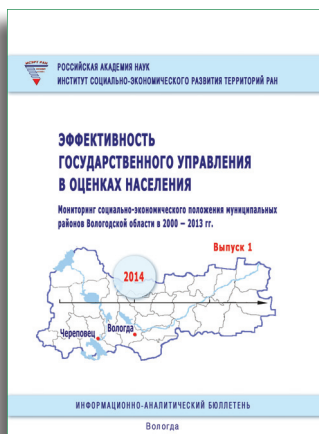 РОССИЙСКАЯ АКАДЕМИЯ НАУК
ИНСТИТУТ СОЦИАЛЬНО-ЭКОНОМИЧЕСКОГО РАЗВИТИЯ ТЕРРИТОРИЙ РАН
ЭФФЕКТИВНОСТЬ
ГОСУДАРСТВЕННОГО УПРАВЛЕНИЯ
В ОЦЕНКАХ НАСЕЛЕНИЯ
Мониторинг социально-экономического положения муниципальных
районов Вологодской области в 2000 – 2013 гг.
Выпуск 1
2014
Череповец
Вологда
ИНФОРМАЦИОННО-АНАЛИТИЧЕСКИЙ БЮЛЛЕТЕНЬ
Вологда